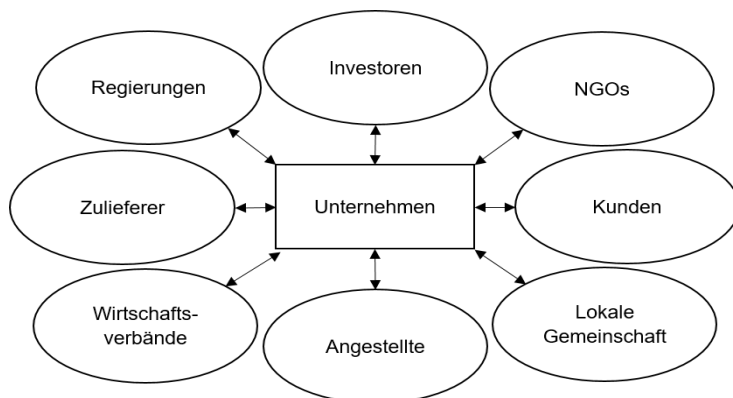 Investoren
Regierungen
NGOs
Zulieferer
Unternehmen
Kunden
Wirtschafts-
verbände
Angestellte
Lokale
Gemeinschaft